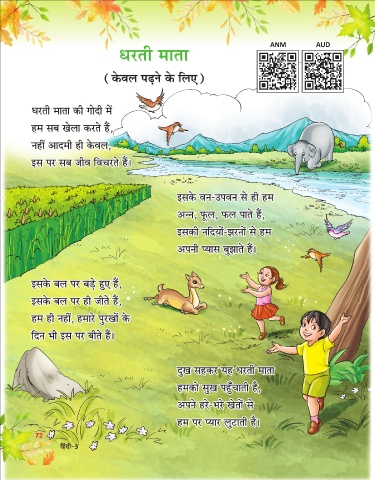 धरती माता
( केवल पढ़ने के लिए )
ANM
AUD
धरती माता की गोदी में
हम सब खेला करते हैं,
नहीं आदमी ही केवल,
इस पर सब जीव विचरते हैं।
इसके वन-उपवन से ही हम
अन्न, फूल, फल पाते हैं,
इसकी नदियों-झरनों से हम
अपनी प्यास बुझाते हैं।
इसके बल पर बड़े हुए हैं,
इसके बल पर ही जीते हैं,
हम ही नहीं, हमारे पुरखों के
दिन भी इस पर बीते हैं।
दुख सहकर यह धरती माता
हमको सुख पहुँचाती है,
अपने हरे-भरे खेतों से
हम पर प्यार लुटाती है।
72
हिंदी-3